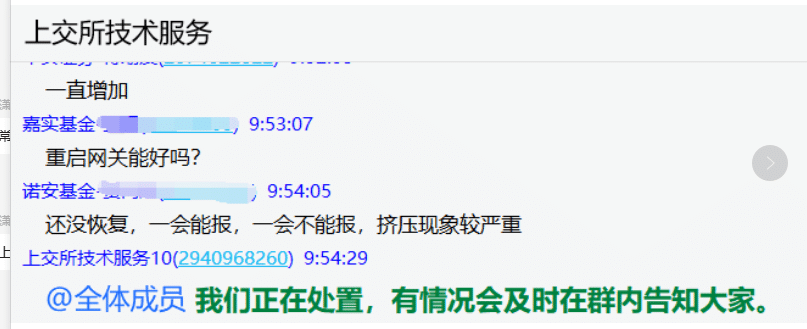 上交所技术服务
一直增加
嘉实基金 9:53:07
重启网关能好吗?
诺安基金 9:54:05
还没恢复，一会能报，一会不能报，挤压现象较严重
上交所技术服务10(2940968260) 9:54:29
@全体成员 我们正在处置，有情况会及时在群内告知大家。